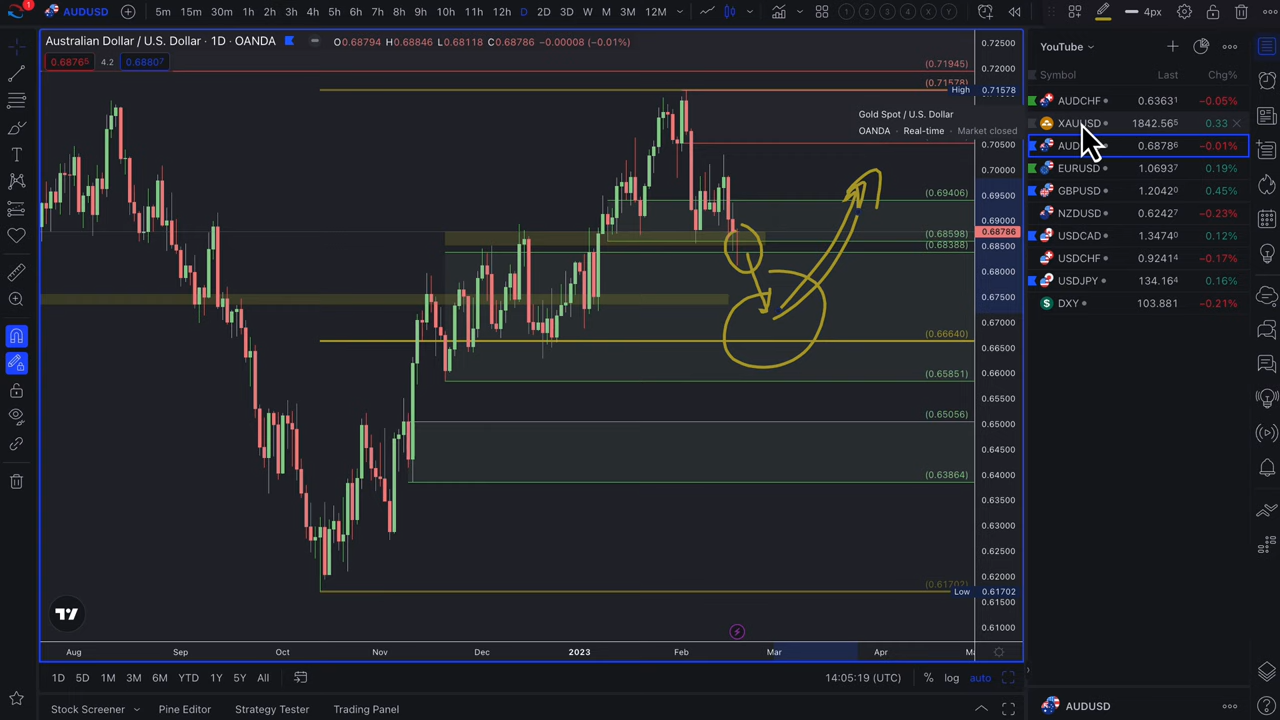 AUDUSD 5m 15m 30m 1h 2h 3h 4h 5h 6h 7h 8h 9h 10h 11h 12h D 2D 3D W M 3M 12M 1 2 3 4 X Y 4px
Australian Dollar / U.S. Dollar · 1D · OANDA O0.68794 H0.68846 L0.68118 C0.68786 −0.00008 (−0.01%)
0.68765 4.2 0.68807
(0.71945)
(0.71578)
High 0.71578
Gold Spot / U.S. Dollar
OANDA · Real-time · Market closed
(0.69406)
(0.68598)
(0.68388)
(0.66640)
(0.65851)
(0.65056)
(0.63864)
(0.61702)
Low 0.61702
0.72500
0.72000
0.70500
0.70000
0.69500
0.69000
0.68786
0.68500
0.68000
0.67500
0.67000
0.66500
0.66000
0.65500
0.65000
0.64500
0.64000
0.63500
0.63000
0.62500
0.62000
0.61500
0.61000
Aug Sep Oct Nov Dec 2023 Feb Mar Apr
1D 5D 1M 3M 6M YTD 1Y 5Y All 14:05:19 (UTC) % log auto
Stock Screener Pine Editor Strategy Tester Trading Panel
YouTube
Symbol Last Chg%
AUDCHF 0.63631 −0.05%
XAUUSD 1842.565 0.33
0.68786 −0.01%
EURUSD 1.06937 0.19%
GBPUSD 1.20420 0.45%
NZDUSD 0.62427 −0.23%
USDCAD 1.34740 0.12%
USDCHF 0.92414 −0.17%
USDJPY 134.164 0.16%
DXY 103.881 −0.21%
AUDUSD